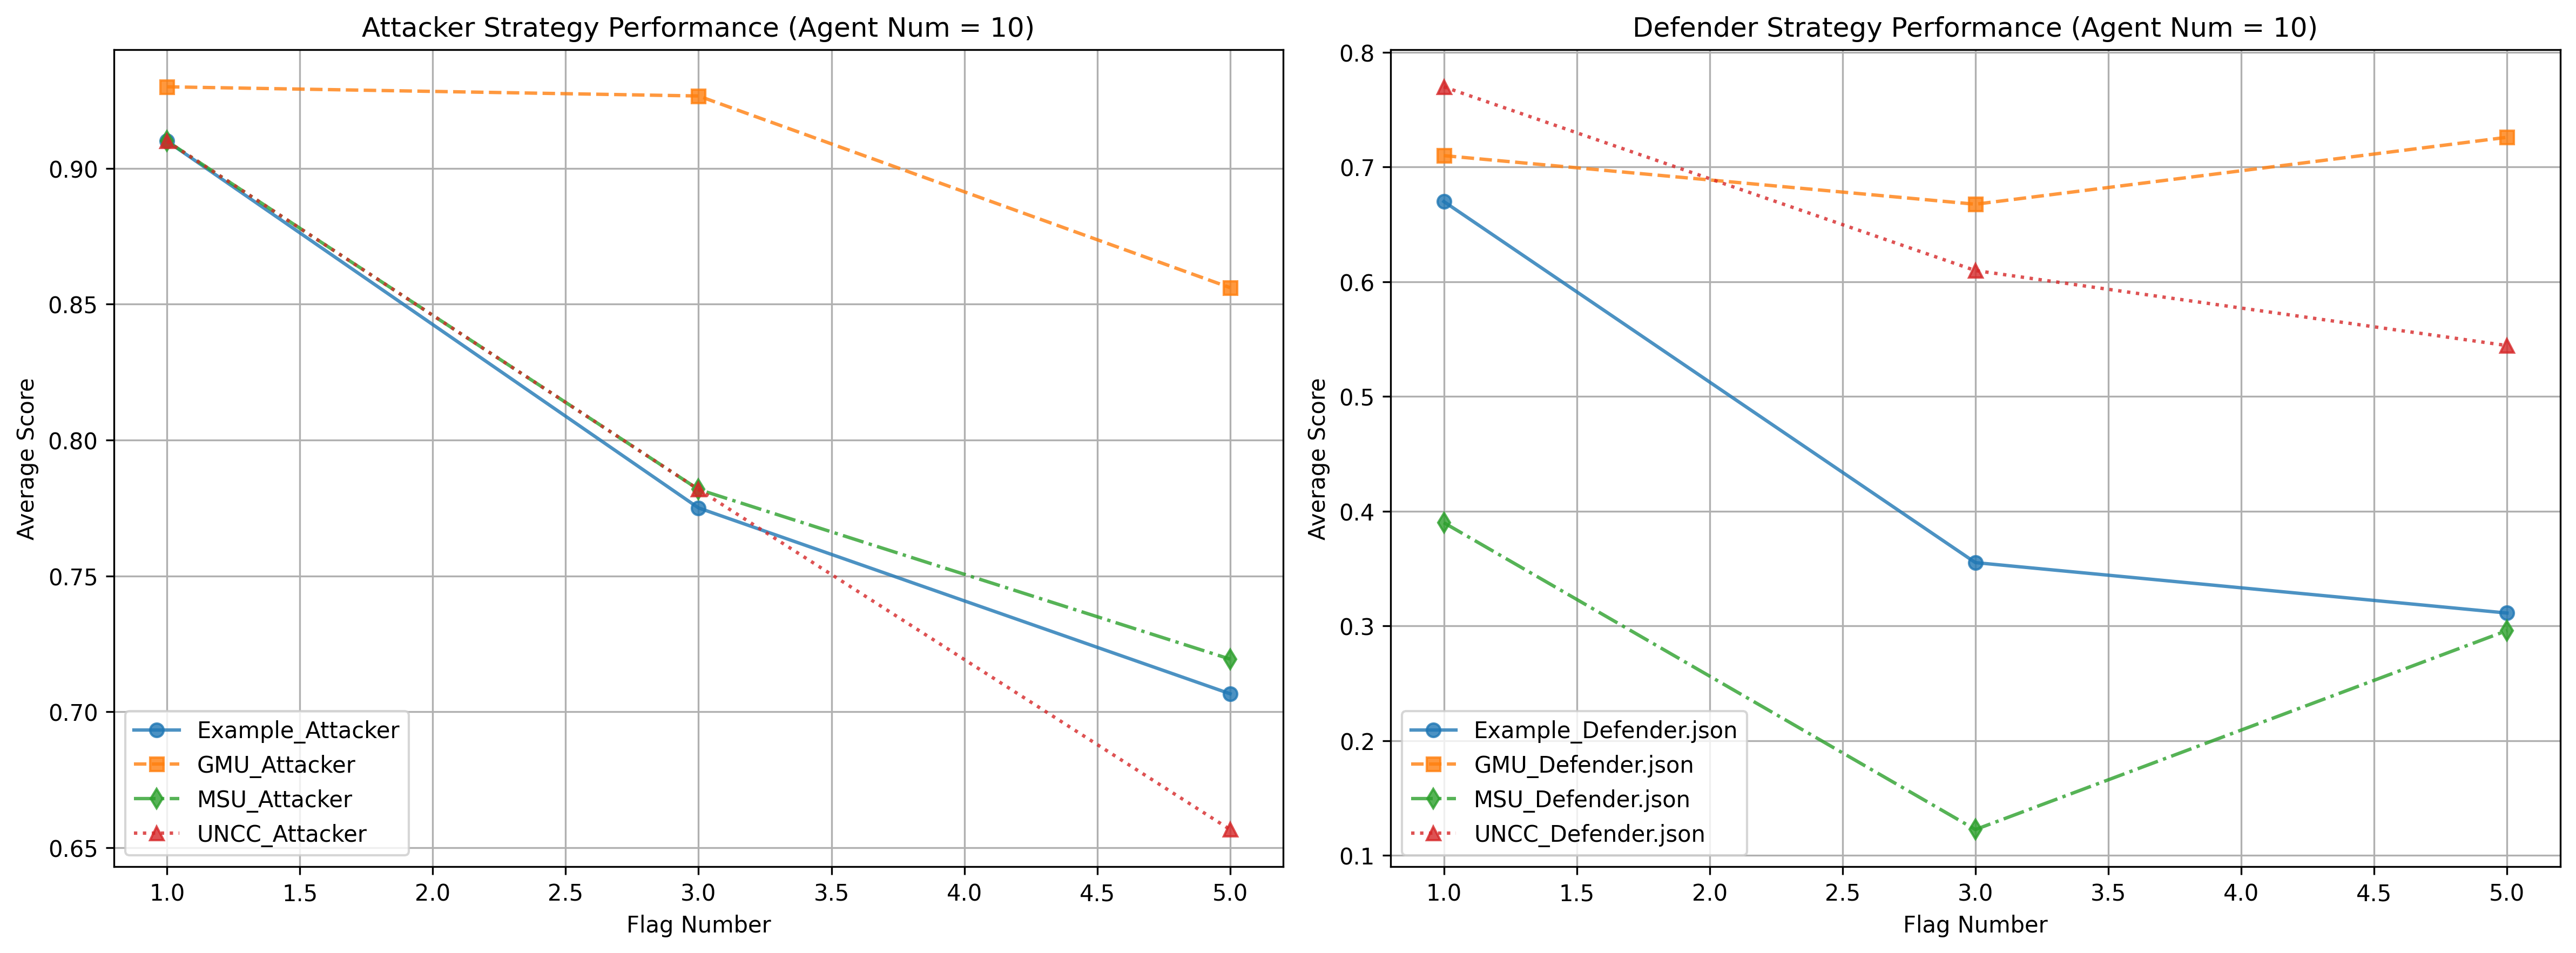 Attacker Strategy Performance (Agent Num = 10)
Average Score
0.90
0.85
0.80
0.75
0.70
0.65
Example_Attacker
GMU_Attacker
MSU_Attacker
UNCC_Attacker
1.0 1.5 2.0 2.5 3.0 3.5 4.0 4.5 5.0
Flag Number
Defender Strategy Performance (Agent Num = 10)
Average Score
0.8
0.7
0.6
0.5
0.4
0.3
0.2
0.1
Example_Defender.json
GMU_Defender.json
MSU_Defender.json
UNCC_Defender.json
1.0 1.5 2.0 2.5 3.0 3.5 4.0 4.5 5.0
Flag Number